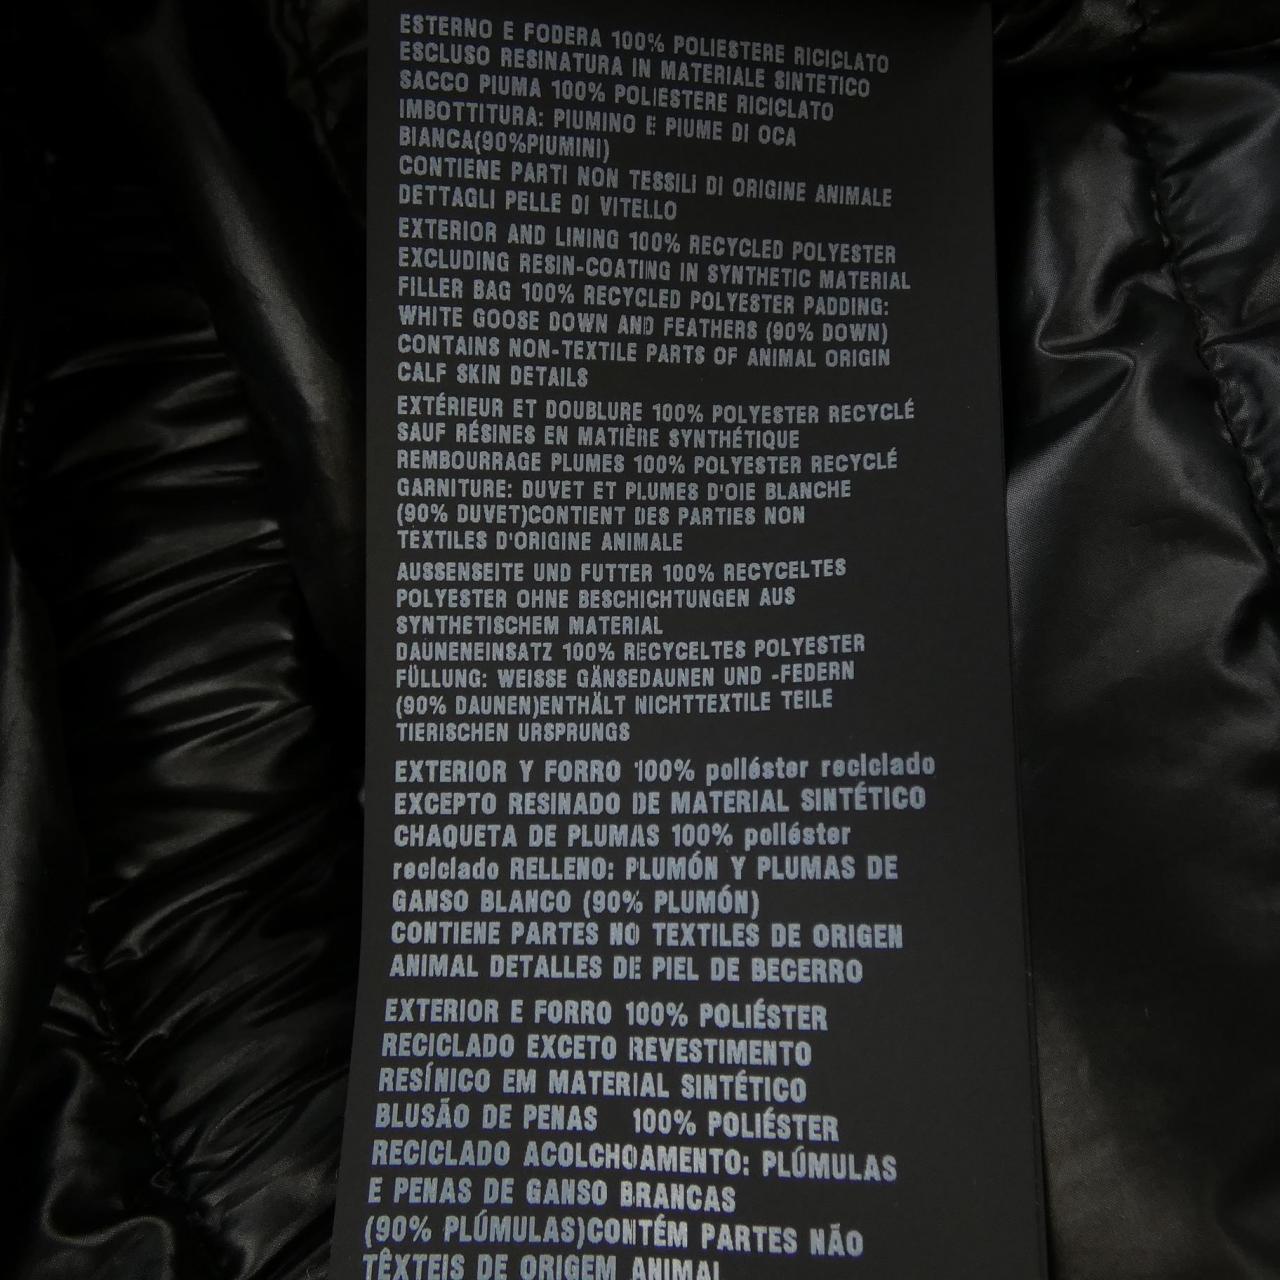 ESTERNO E FODERA 100% POLIESTERE RICICLATO
ESCLUSO RESINATURA IN MATERIALE SINTETICO
SACCO PIUMA 100% POLIESTERE RICICLATO
IMBOTTITURA: PIUMINO E PIUME DI OCA
BIANCA(90%PIUMINI)
CONTIENE PARTI NON TESSILI DI ORIGINE ANIMALE
DETTAGLI PELLE DI VITELLO
EXTERIOR AND LINING 100% RECYCLED POLYESTER
EXCLUDING RESIN-COATING IN SYNTHETIC MATERIAL
FILLER BAG 100% RECYCLED POLYESTER PADDING:
WHITE GOOSE DOWN AND FEATHERS (90% DOWN)
CONTAINS NON-TEXTILE PARTS OF ANIMAL ORIGIN
CALF SKIN DETAILS
EXTÉRIEUR ET DOUBLURE 100% POLYESTER RECYCLÉ
SAUF RÉSINES EN MATIÈRE SYNTHÉTIQUE
REMBOURRAGE PLUMES 100% POLYESTER RECYCLÉ
GARNITURE: DUVET ET PLUMES D'OIE BLANCHE
(90% DUVET)CONTIENT DES PARTIES NON
TEXTILES D'ORIGINE ANIMALE
AUSSENSEITE UND FUTTER 100% RECYCELTES
POLYESTER OHNE BESCHICHTUNGEN AUS
SYNTHETISCHEM MATERIAL
DAUNENEINSATZ 100% RECYCELTES POLYESTER
FÜLLUNG: WEISSE GÄNSEDAUNEN UND -FEDERN
(90% DAUNEN)ENTHÄLT NICHTTEXTILE TEILE
TIERISCHEN URSPRUNGS
EXTERIOR Y FORRO 100% poliéster reciclado
EXCEPTO RESINADO DE MATERIAL SINTÉTICO
CHAQUETA DE PLUMAS 100% poliéster
reciclado RELLENO: PLUMÓN Y PLUMAS DE
GANSO BLANCO (90% PLUMÓN)
CONTIENE PARTES NO TEXTILES DE ORIGEN
ANIMAL DETALLES DE PIEL DE BECERRO
EXTERIOR E FORRO 100% POLIÉSTER
RECICLADO EXCETO REVESTIMENTO
RESÍNICO EM MATERIAL SINTÉTICO
BLUSÃO DE PENAS 100% POLIÉSTER
RECICLADO ACOLCHOAMENTO: PLÚMULAS
E PENAS DE GANSO BRANCAS
(90% PLÚMULAS)CONTÉM PARTES NÃO
TÊXTEIS DE ORIGEM ANIMAL